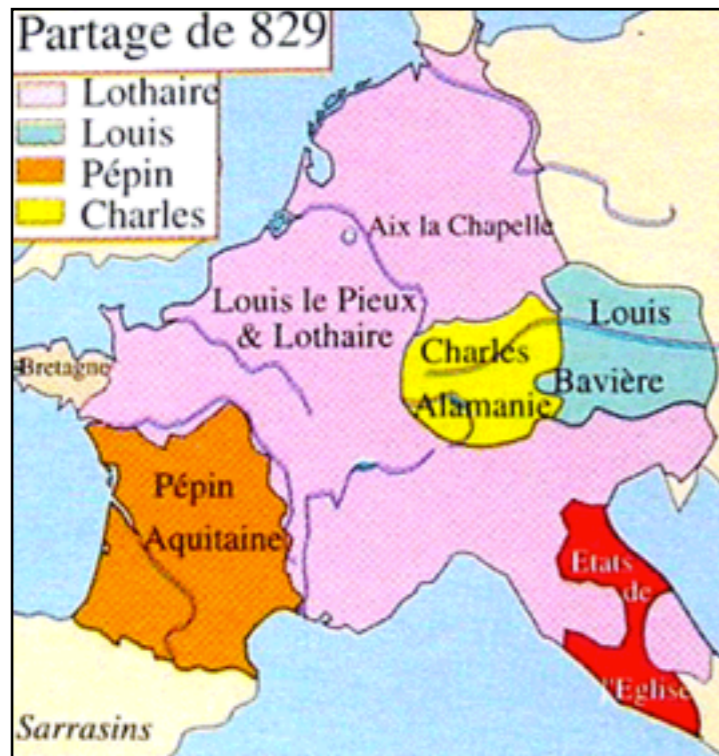 Partage de 829
Lothaire
Louis
Pépin
Charles
Aix la Chapelle
Louis le Pieux
& Lothaire
Louis
Bretagne
Charles
Bavière
Alamanie
Pépin
Aquitaine
Etats
de
l'Eglise
Sarrasins